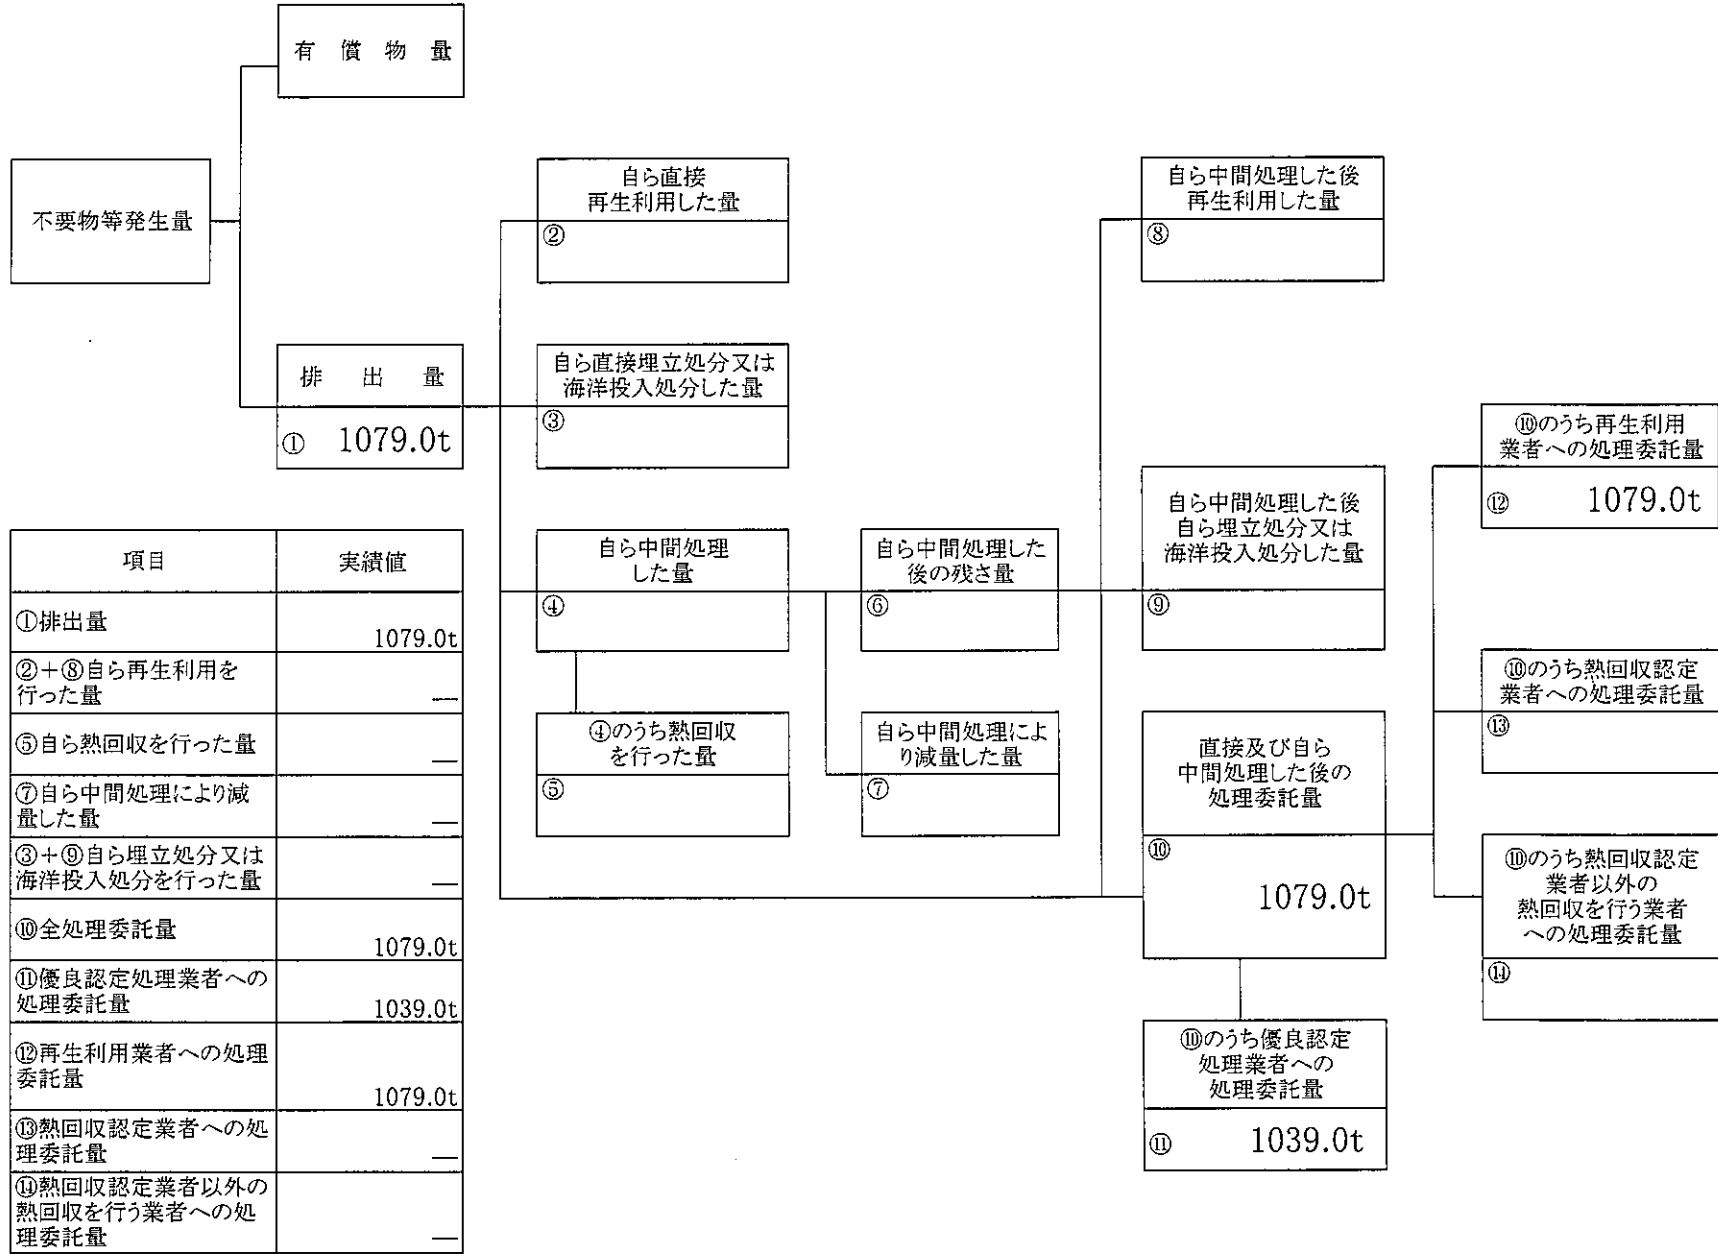 有償物量
不要物等発生量
排出量
① 1079.0t
自ら直接
再生利用した量
②
自ら直接埋立処分又は
海洋投入処分した量
③
自ら中間処理
した量
④
④のうち熱回収
を行った量
⑤
自ら中間処理した
後の残さ量
⑥
自ら中間処理によ
り減量した量
⑦
自ら中間処理した後
再生利用した量
⑧
自ら中間処理した後
自ら埋立処分又は
海洋投入処分した量
⑨
直接及び自ら
中間処理した後の
処理委託量
⑩
1079.0t
⑩のうち優良認定
処理業者への
処理委託量
⑪ 1039.0t
⑩のうち再生利用
業者への処理委託量
⑫ 1079.0t
⑩のうち熱回収認定
業者への処理委託量
⑬
⑩のうち熱回収認定
業者以外の
熱回収を行う業者
への処理委託量
⑭
項目 実績値
①排出量
1079.0t
②+⑧自ら再生利用を
行った量 —
⑤自ら熱回収を行った量
—
⑦自ら中間処理により減
量した量 —
③+⑨自ら埋立処分又は
海洋投入処分を行った量 —
⑩全処理委託量
1079.0t
⑪優良認定処理業者への
処理委託量 1039.0t
⑫再生利用業者への処理
委託量
1079.0t
⑬熱回収認定業者への処
理委託量 —
⑭熱回収認定業者以外の
熱回収を行う業者への処
理委託量 —